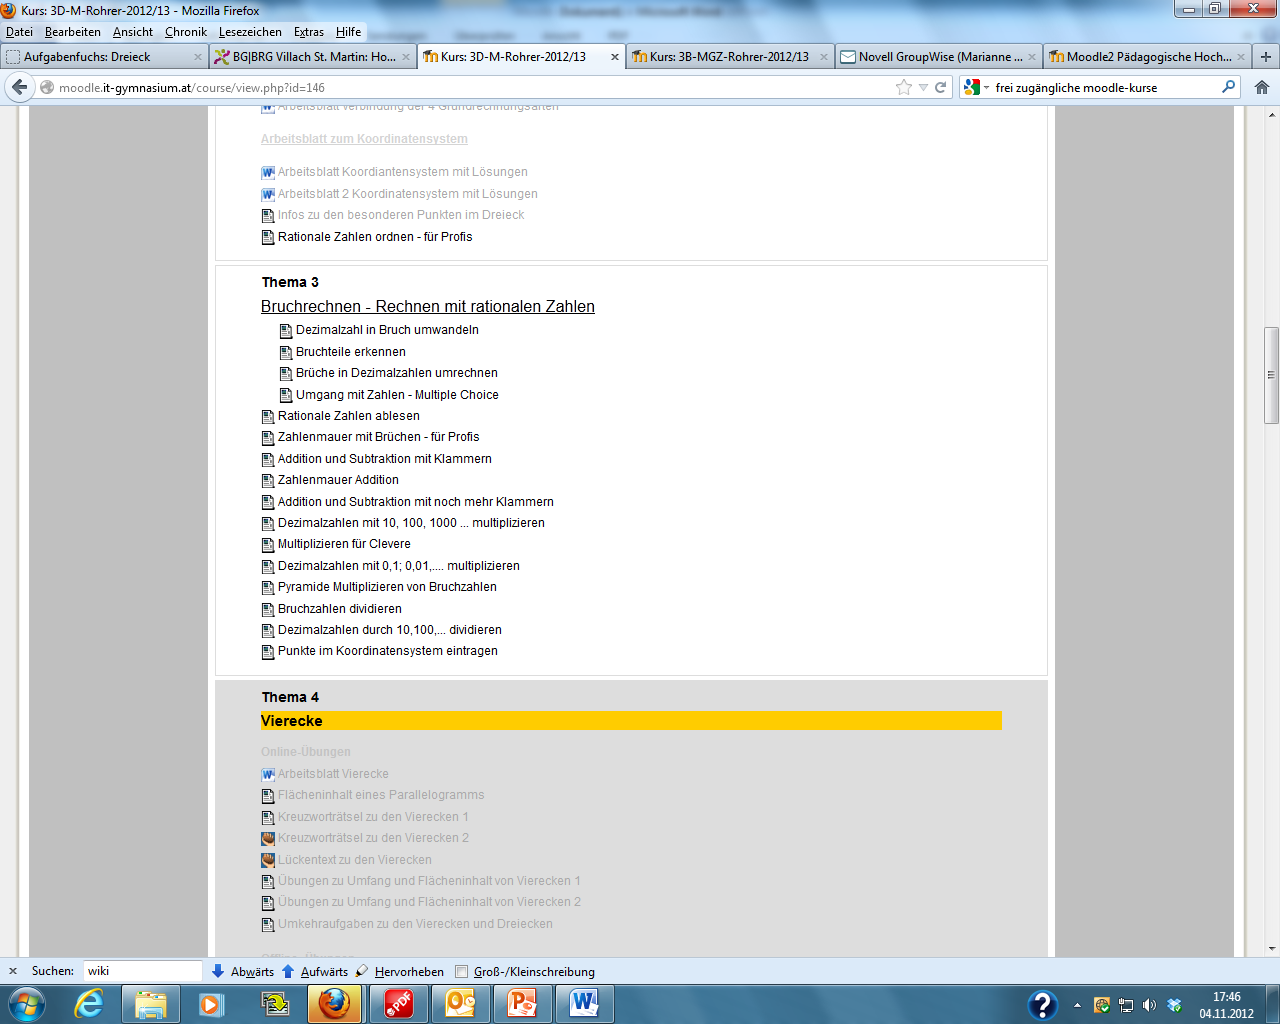 Kurs: 3D-M-Rohrer-2012/13 - Mozilla Firefox
Datei Bearbeiten Ansicht Chronik Lesezeichen Extras Hilfe
Aufgabenfuchs: Dreieck
BG|BRG Villach St. Martin: Ho...
Kurs: 3D-M-Rohrer-2012/13
Kurs: 3B-MGZ-Rohrer-2012/13
Novell GroupWise (Marianne ...
Moodle2 Pädagogische Hoch...
moodle.it-gymnasium.at/course/view.php?id=146
frei zugängliche moodle-kurse
Arbeitsblatt Verbindung der 4 Grundrechnungsarten
Arbeitsblatt zum Koordinatensystem
Arbeitsblatt Koordiantensystem mit Lösungen
Arbeitsblatt 2 Koordinatensystem mit Lösungen
Infos zu den besonderen Punkten im Dreieck
Rationale Zahlen ordnen - für Profis
Thema 3
Bruchrechnen - Rechnen mit rationalen Zahlen
Dezimalzahl in Bruch umwandeln
Bruchteile erkennen
Brüche in Dezimalzahlen umrechnen
Umgang mit Zahlen - Multiple Choice
Rationale Zahlen ablesen
Zahlenmauer mit Brüchen - für Profis
Addition und Subtraktion mit Klammern
Zahlenmauer Addition
Addition und Subtraktion mit noch mehr Klammern
Dezimalzahlen mit 10, 100, 1000 ... multiplizieren
Multiplizieren für Clevere
Dezimalzahlen mit 0,1; 0,01,.... multiplizieren
Pyramide Multiplizieren von Bruchzahlen
Bruchzahlen dividieren
Dezimalzahlen durch 10,100,... dividieren
Punkte im Koordinatensystem eintragen
Thema 4
Vierecke
Online-Übungen
Arbeitsblatt Vierecke
Flächeninhalt eines Parallelogramms
Kreuzworträtsel zu den Vierecken 1
Kreuzworträtsel zu den Vierecken 2
Lückentext zu den Vierecken
Übungen zu Umfang und Flächeninhalt von Vierecken 1
Übungen zu Umfang und Flächeninhalt von Vierecken 2
Umkehraufgaben zu den Vierecken und Dreiecken
Suchen: wiki Abwärts Aufwärts Hervorheben Groß-/Kleinschreibung
PDF
17:46
04.11.2012